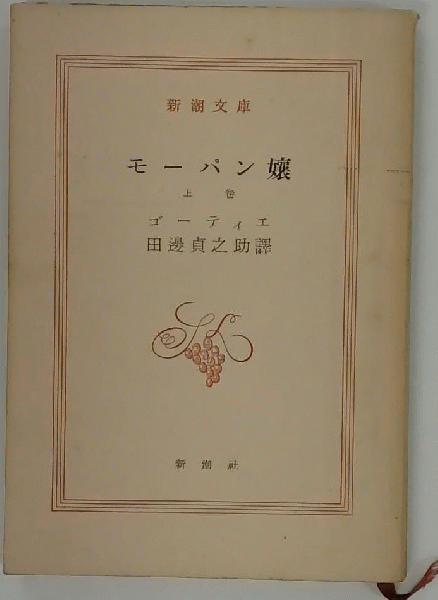 新潮文庫
モーパン嬢
上巻
ゴーティエ
田邊貞之助譯
新潮社